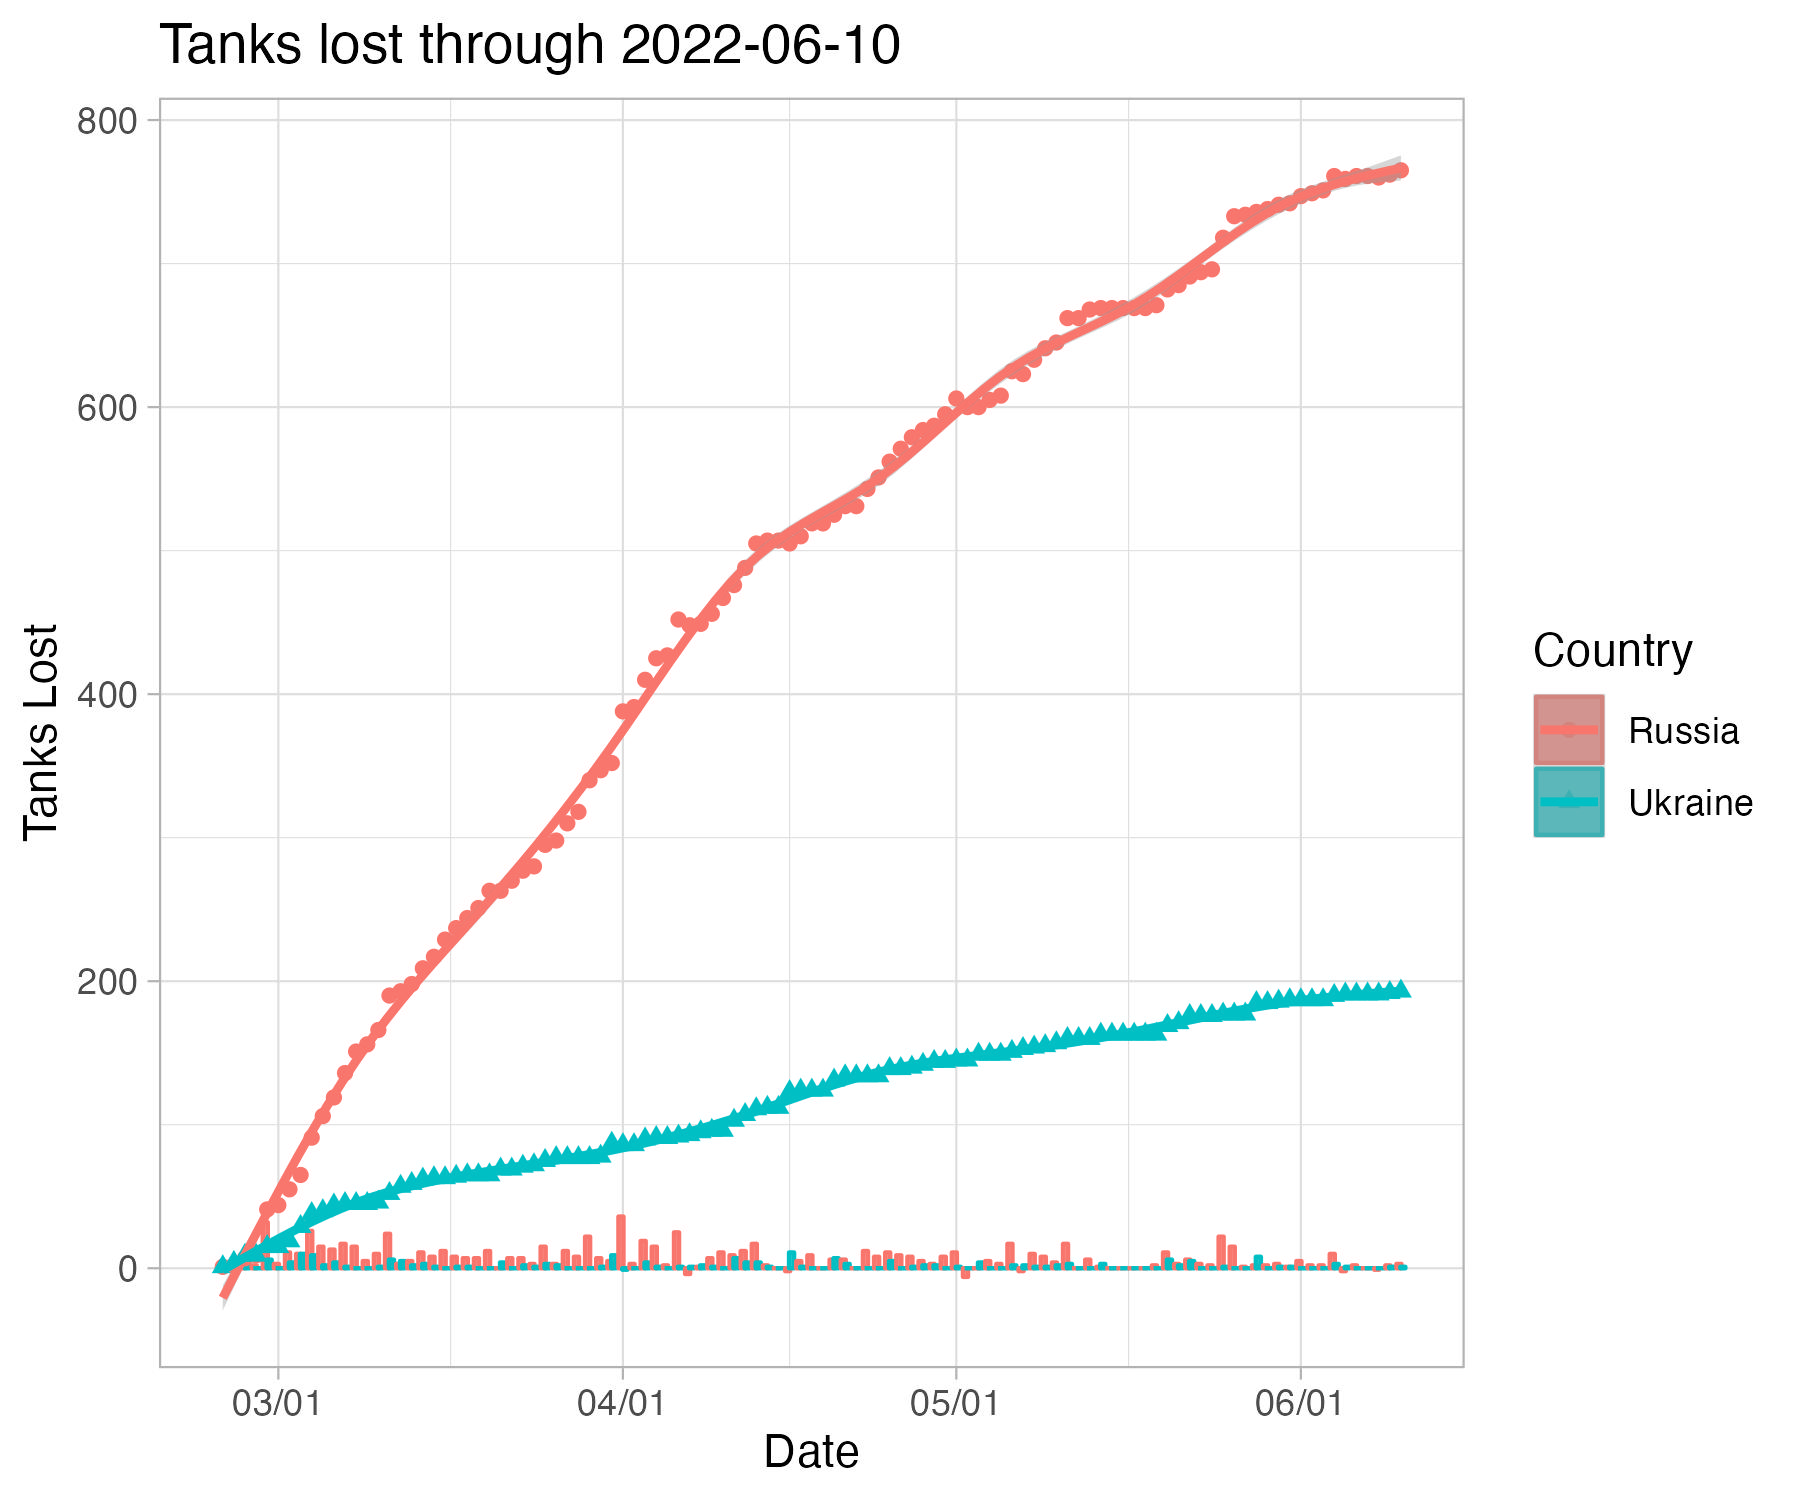 Tanks lost through 2022-06-10
Tanks Lost
800
600
400
200
0
03/01 04/01 05/01 06/01
Date
Country
Russia
Ukraine